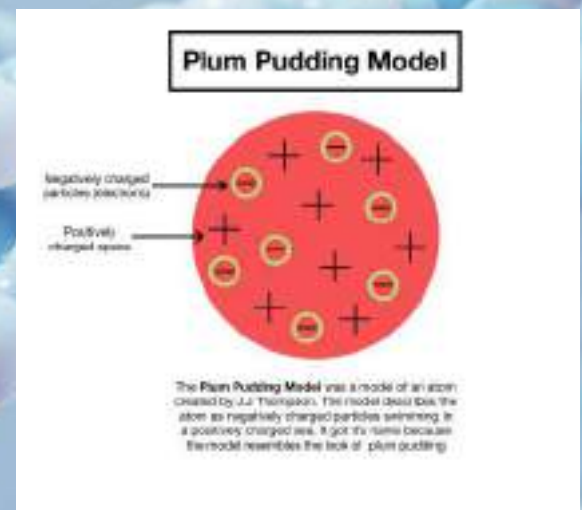 Plum Pudding Model
Negatively charged
particles (electrons)
Positively
charged space
The Plum Pudding Model was a model of an atom
created by J.J Thompson. The model describes the
atom as negatively charged particles swimming in
a positively charged sea. It got it's name because
the model resembles the look of plum pudding